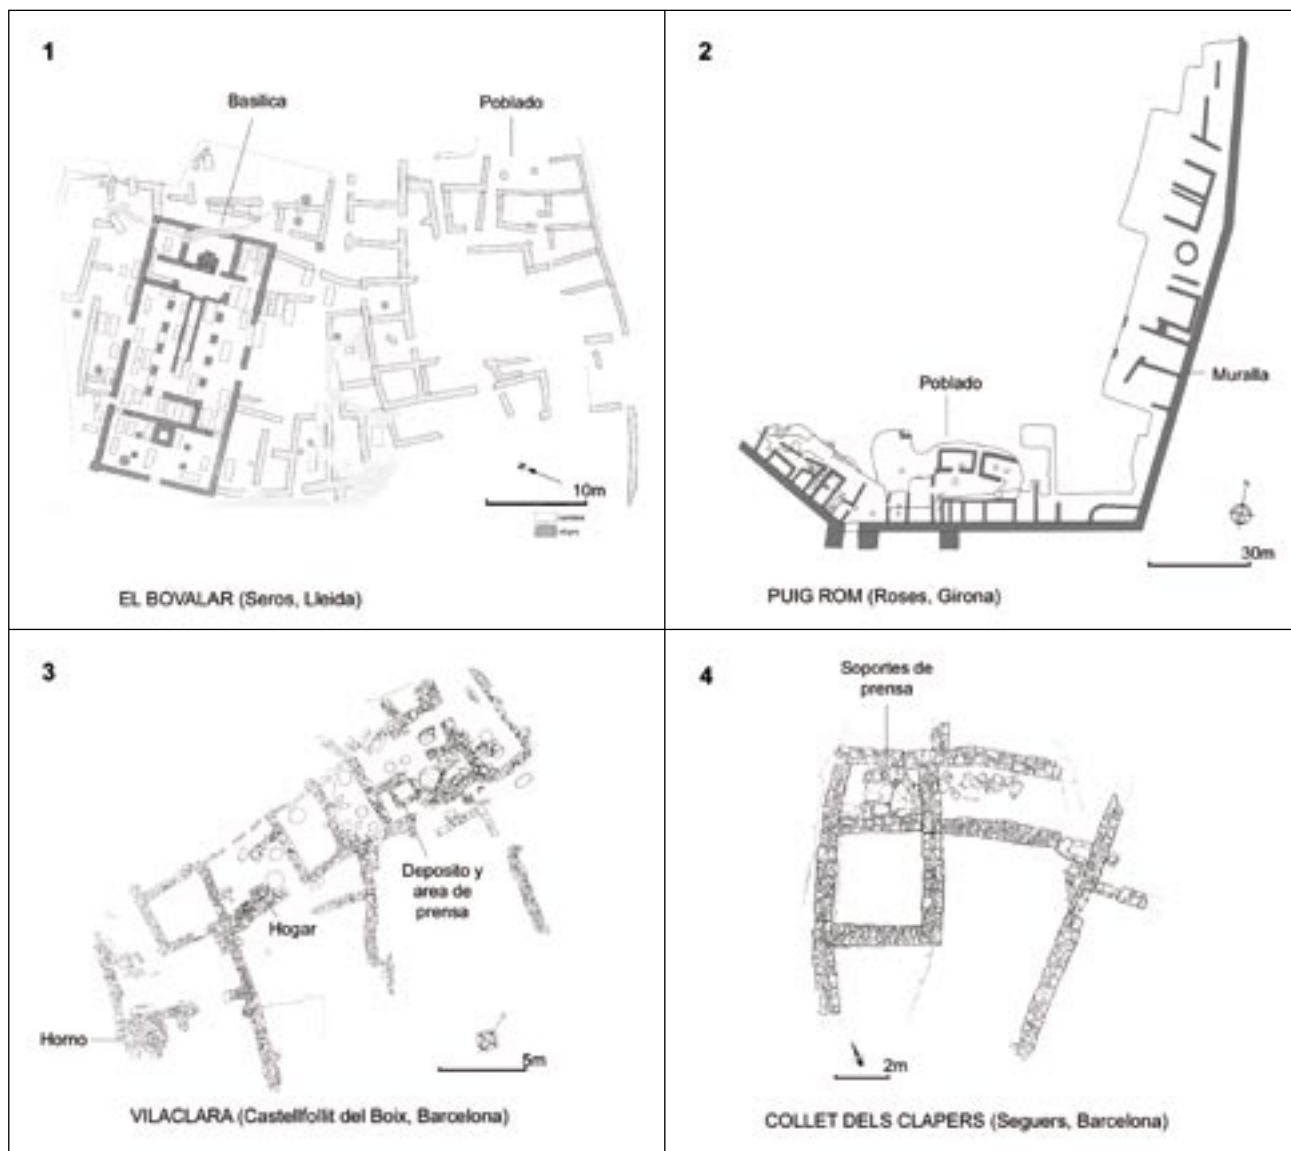 1
Basílica
Poblado
10m
EL BOVALAR (Seros, Lleida)
2
Poblado
Muralla
30m
PUIG ROM (Roses, Girona)
3
Deposito y
area de
prensa
Hogar
Horno
5m
VILACLARA (Castellfollit del Boix, Barcelona)
4
Soportes de
prensa
2m
COLLET DELS CLAPERS (Seguers, Barcelona)